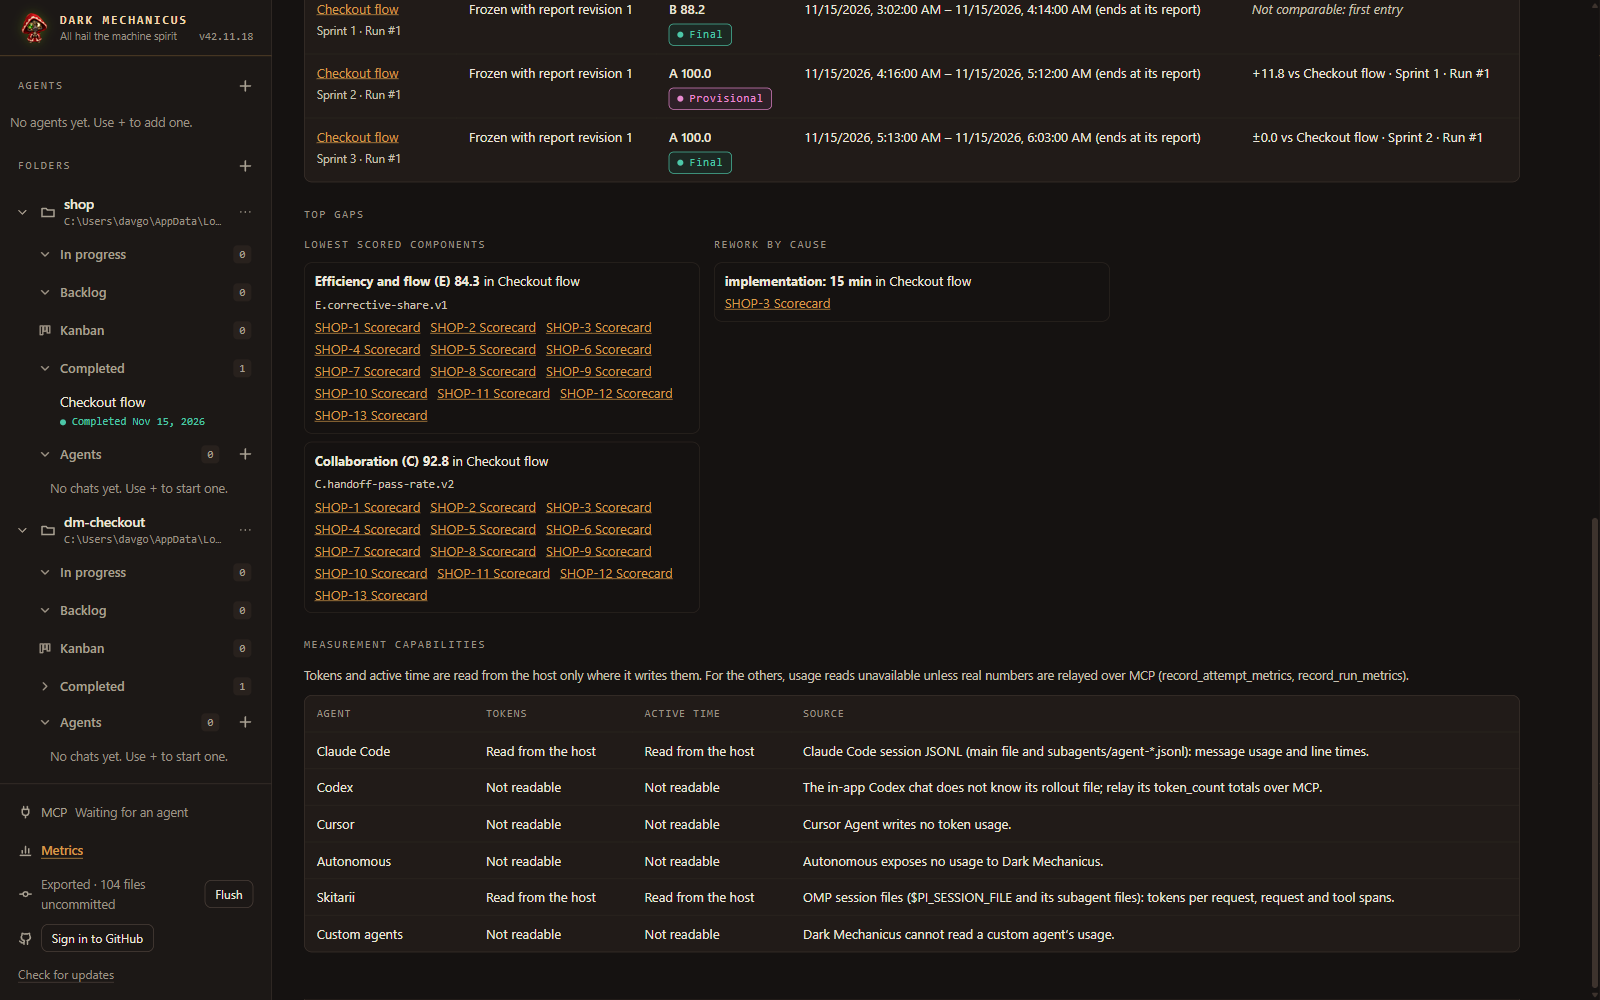 DARK MECHANICUS
All hail the machine spirit v42.11.18
AGENTS
No agents yet. Use + to add one.
FOLDERS
shop
C:\Users\davgo\AppData\Lo…
In progress 0
Backlog 0
Kanban 0
Completed 1
Checkout flow
Completed Nov 15, 2026
Agents 0
No chats yet. Use + to start one.
dm-checkout
C:\Users\davgo\AppData\Lo…
In progress 0
Backlog 0
Kanban 0
Completed 1
Agents 0
No chats yet. Use + to start one.
MCP Waiting for an agent
Metrics
Exported · 104 files
uncommitted
Flush
Sign in to GitHub
Check for updates
Checkout flow Frozen with report revision 1 B 88.2 11/15/2026, 3:02:00 AM – 11/15/2026, 4:14:00 AM (ends at its report) Not comparable: first entry
Sprint 1 · Run #1 Final
Checkout flow Frozen with report revision 1 A 100.0 11/15/2026, 4:16:00 AM – 11/15/2026, 5:12:00 AM (ends at its report) +11.8 vs Checkout flow · Sprint 1 · Run #1
Sprint 2 · Run #1 Provisional
Checkout flow Frozen with report revision 1 A 100.0 11/15/2026, 5:13:00 AM – 11/15/2026, 6:03:00 AM (ends at its report) ±0.0 vs Checkout flow · Sprint 2 · Run #1
Sprint 3 · Run #1 Final
TOP GAPS
LOWEST SCORED COMPONENTS
Efficiency and flow (E) 84.3 in Checkout flow
E.corrective-share.v1
SHOP-1 Scorecard SHOP-2 Scorecard SHOP-3 Scorecard
SHOP-4 Scorecard SHOP-5 Scorecard SHOP-6 Scorecard
SHOP-7 Scorecard SHOP-8 Scorecard SHOP-9 Scorecard
SHOP-10 Scorecard SHOP-11 Scorecard SHOP-12 Scorecard
SHOP-13 Scorecard
Collaboration (C) 92.8 in Checkout flow
C.handoff-pass-rate.v2
SHOP-1 Scorecard SHOP-2 Scorecard SHOP-3 Scorecard
SHOP-4 Scorecard SHOP-5 Scorecard SHOP-6 Scorecard
SHOP-7 Scorecard SHOP-8 Scorecard SHOP-9 Scorecard
SHOP-10 Scorecard SHOP-11 Scorecard SHOP-12 Scorecard
SHOP-13 Scorecard
REWORK BY CAUSE
implementation: 15 min in Checkout flow
SHOP-3 Scorecard
MEASUREMENT CAPABILITIES
Tokens and active time are read from the host only where it writes them. For the others, usage reads unavailable unless real numbers are relayed over MCP (record_attempt_metrics, record_run_metrics).
AGENT TOKENS ACTIVE TIME SOURCE
Claude Code Read from the host Read from the host Claude Code session JSONL (main file and subagents/agent-*.jsonl): message usage and line times.
Codex Not readable Not readable The in-app Codex chat does not know its rollout file; relay its token_count totals over MCP.
Cursor Not readable Not readable Cursor Agent writes no token usage.
Autonomous Not readable Not readable Autonomous exposes no usage to Dark Mechanicus.
Skitarii Read from the host Read from the host OMP session files ($PI_SESSION_FILE and its subagent files): tokens per request, request and tool spans.
Custom agents Not readable Not readable Dark Mechanicus cannot read a custom agent's usage.